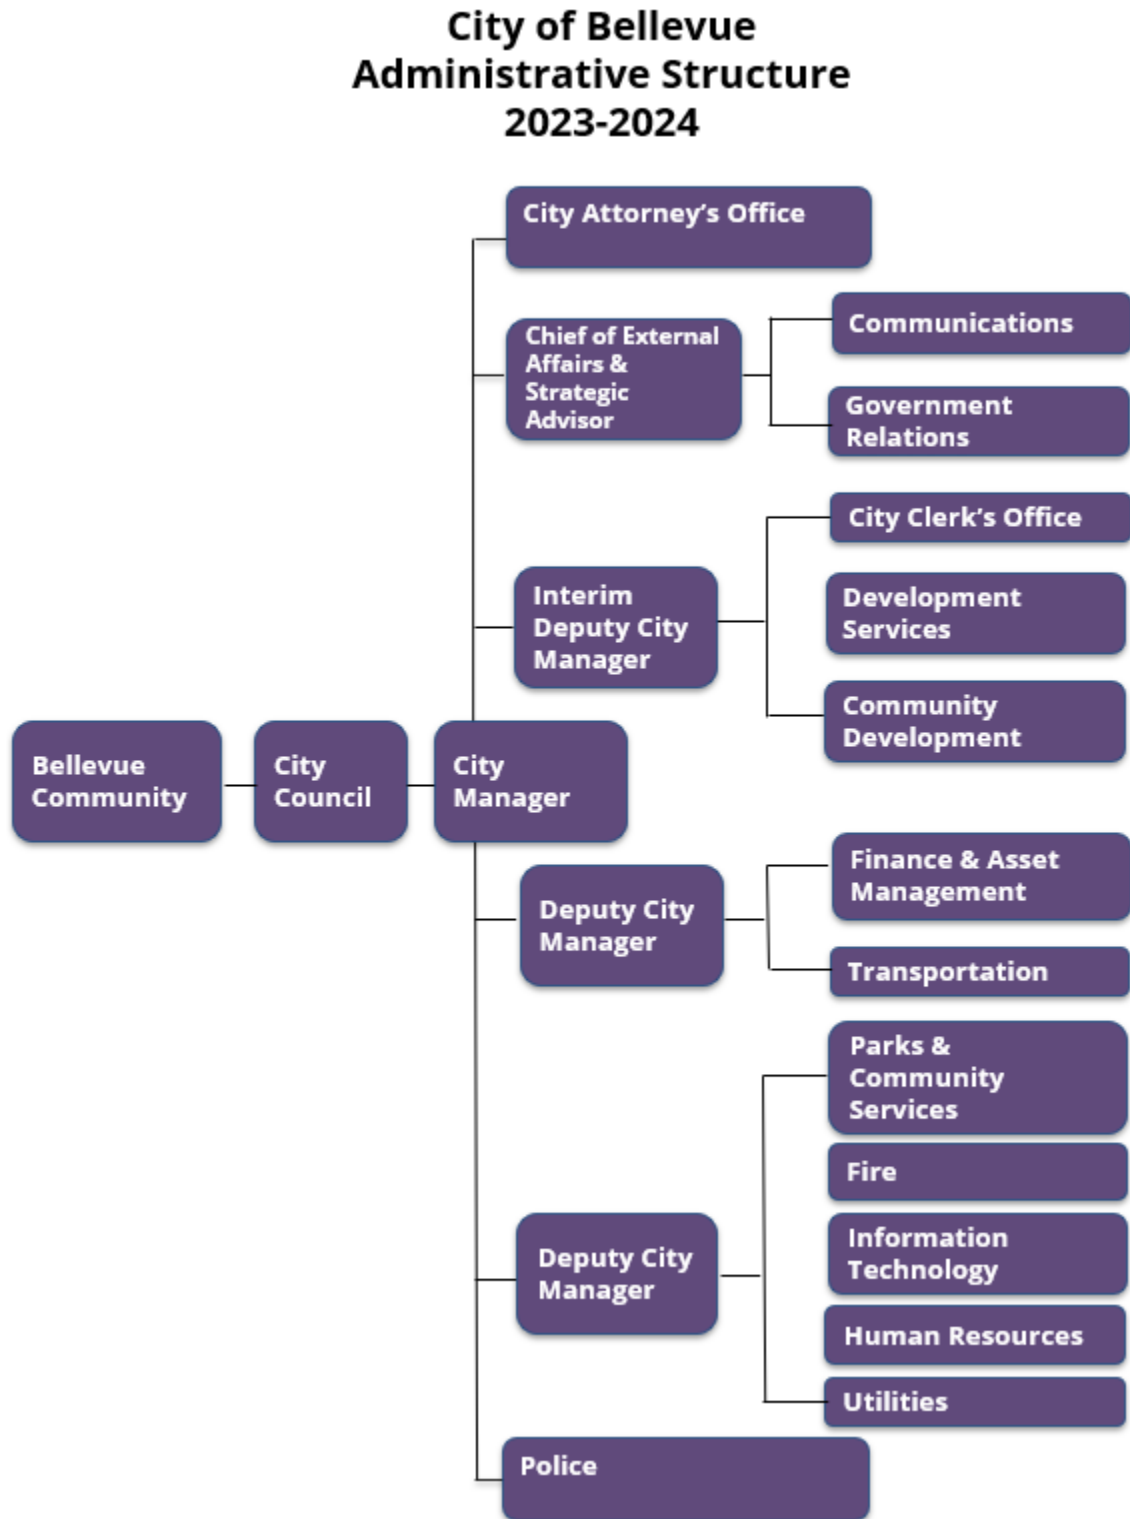 City of Bellevue
Administrative Structure
2023-2024
City Attorney’s Office
Chief of External
Affairs &
Strategic
Advisor
Communications
Government
Relations
Interim
Deputy City
Manager
City Clerk’s Office
Development
Services
Community
Development
Bellevue
Community
City
Council
City
Manager
Deputy City
Manager
Finance & Asset
Management
Transportation
Deputy City
Manager
Parks &
Community
Services
Fire
Information
Technology
Human Resources
Utilities
Police